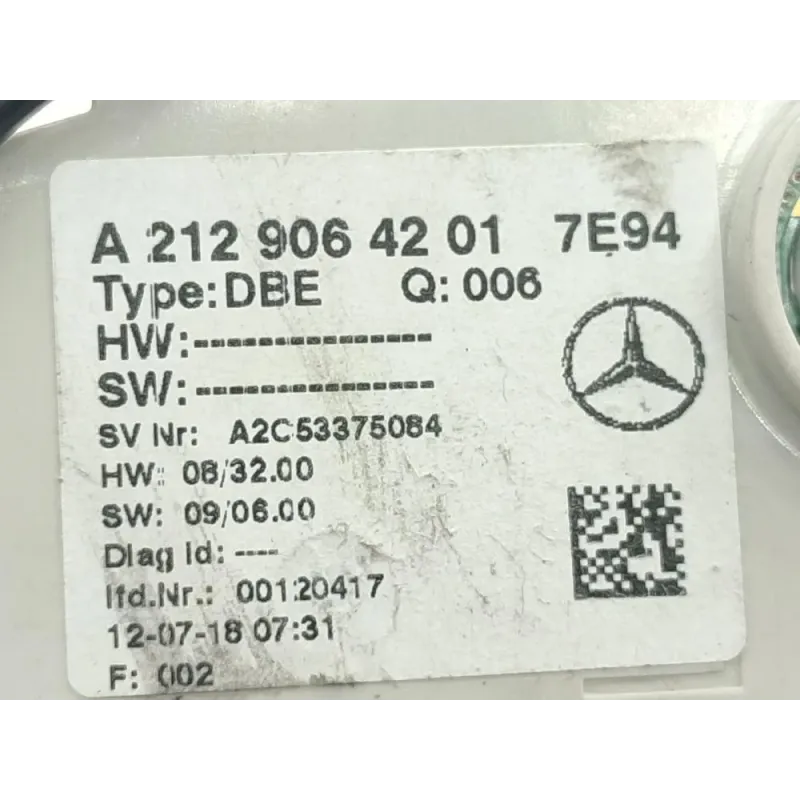 A 212 906 42 01 7E94
Type: DBE Q: 006
HW:----------------
SW:----------------
SV Nr: A2C53375084
HW: 08/32.00
SW: 09/06.00
Diag Id: ----
lfd.Nr.: 00120417
12-07-18 07:31
F: 002